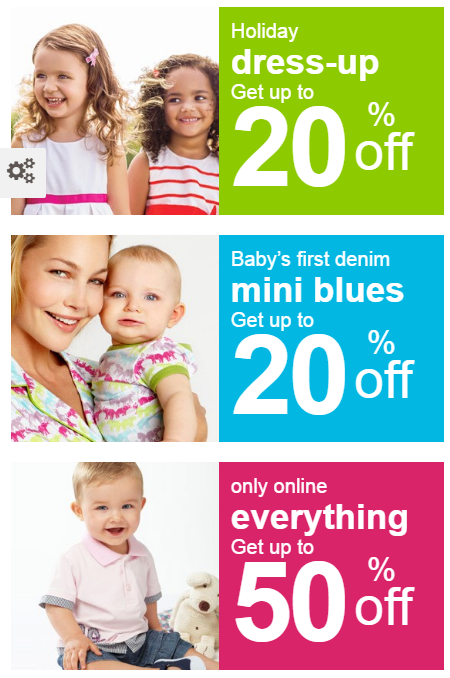 Holiday
dress-up
Get up to
20 % off
Baby’s first denim
mini blues
Get up to
20 % off
only online
everything
Get up to
50 % off